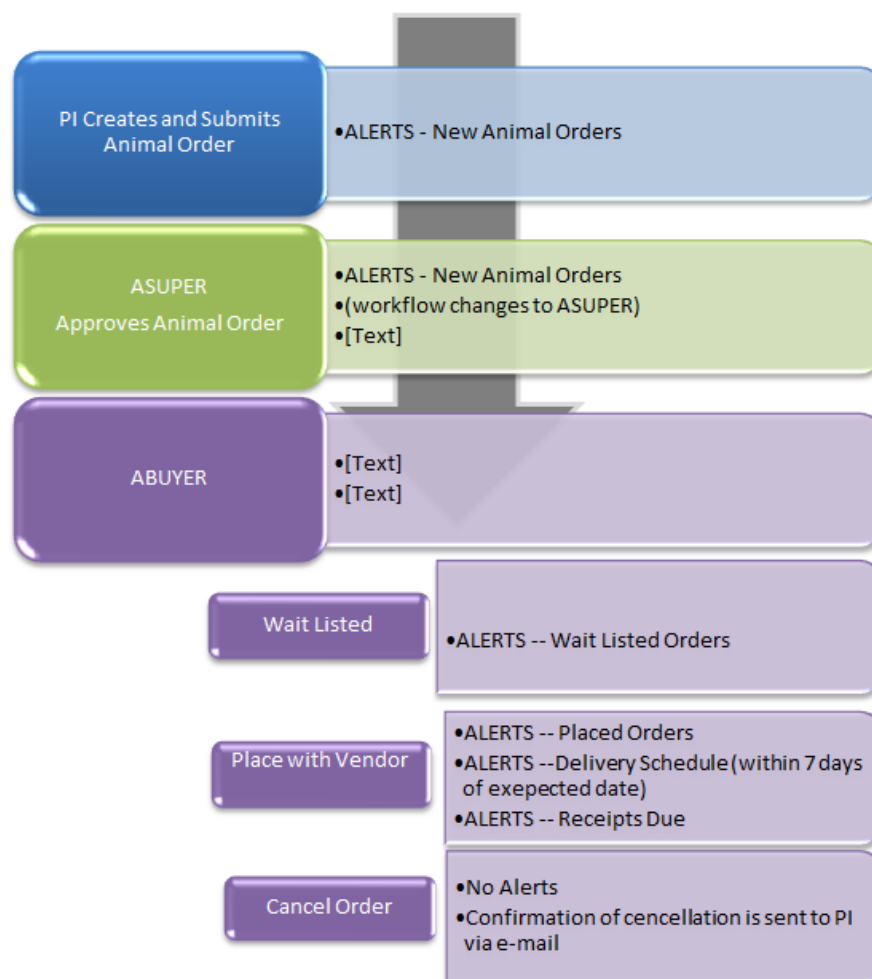 PI Creates and Submits
Animal Order
•ALERTS - New Animal Orders
ASUPER
Approves Animal Order
•ALERTS - New Animal Orders
•(workflow changes to ASUPER)
•[Text]
ABUYER
•[Text]
•[Text]
Wait Listed
•ALERTS -- Wait Listed Orders
Place with Vendor
•ALERTS -- Placed Orders
•ALERTS --Delivery Schedule (within 7 days
of exepected date)
•ALERTS -- Receipts Due
Cancel Order
•No Alerts
•Confirmation of cencellation is sent to PI
via e-mail